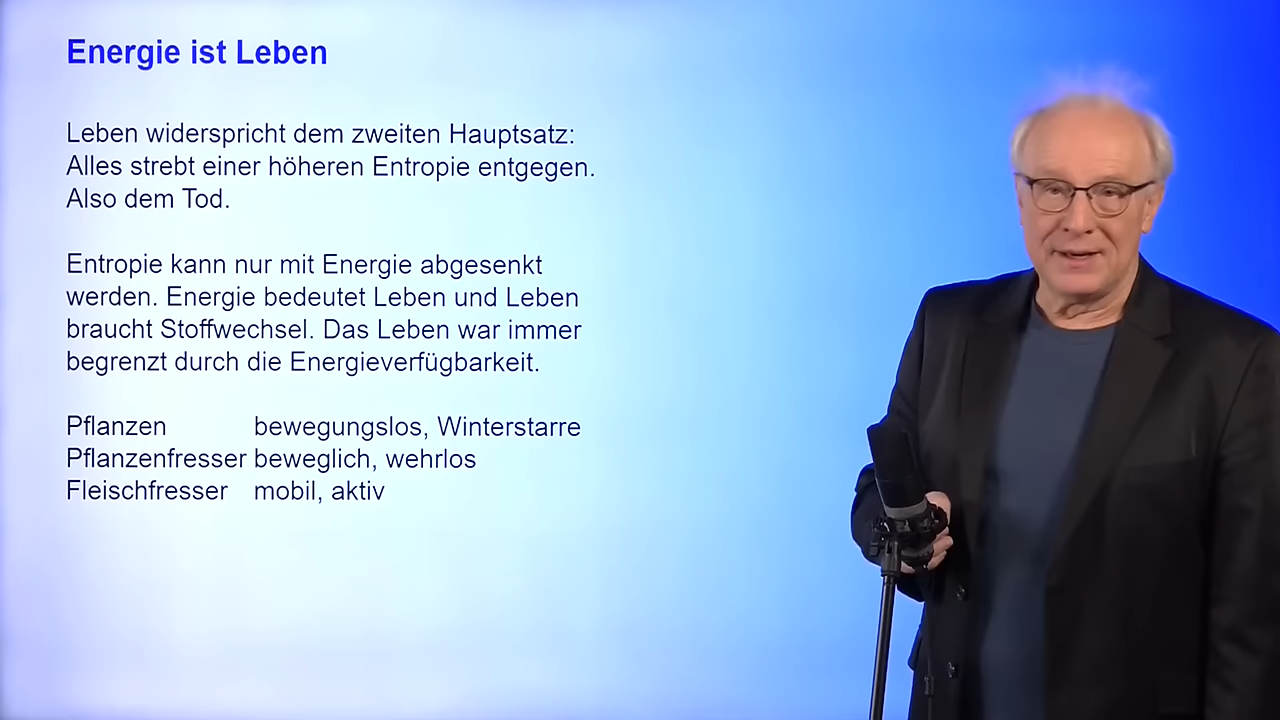 Energie ist Leben
Leben widerspricht dem zweiten Hauptsatz:
Alles strebt einer höheren Entropie entgegen.
Also dem Tod.
Entropie kann nur mit Energie abgesenkt
werden. Energie bedeutet Leben und Leben
braucht Stoffwechsel. Das Leben war immer
begrenzt durch die Energieverfügbarkeit.
Pflanzen bewegungslos, Winterstarre
Pflanzenfresser beweglich, wehrlos
Fleischfresser mobil, aktiv